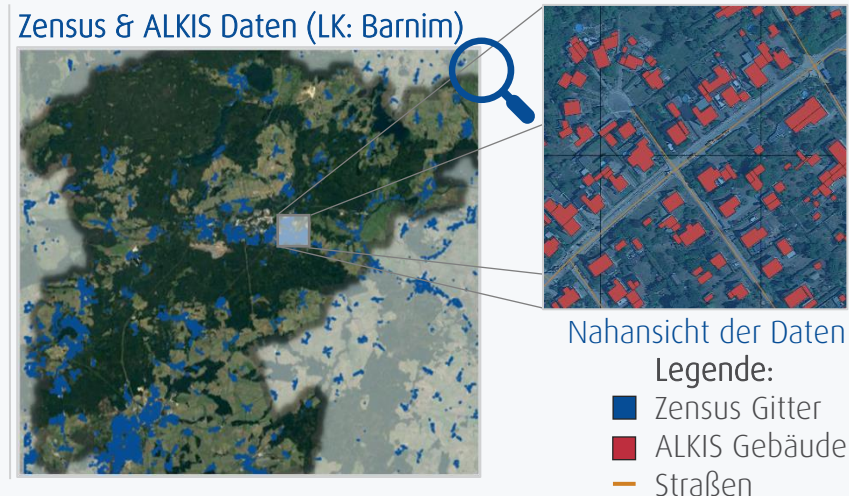 Zensus & ALKIS Daten (LK: Barnim)
Nahansicht der Daten
Legende:
Zensus Gitter
ALKIS Gebäude
Straßen